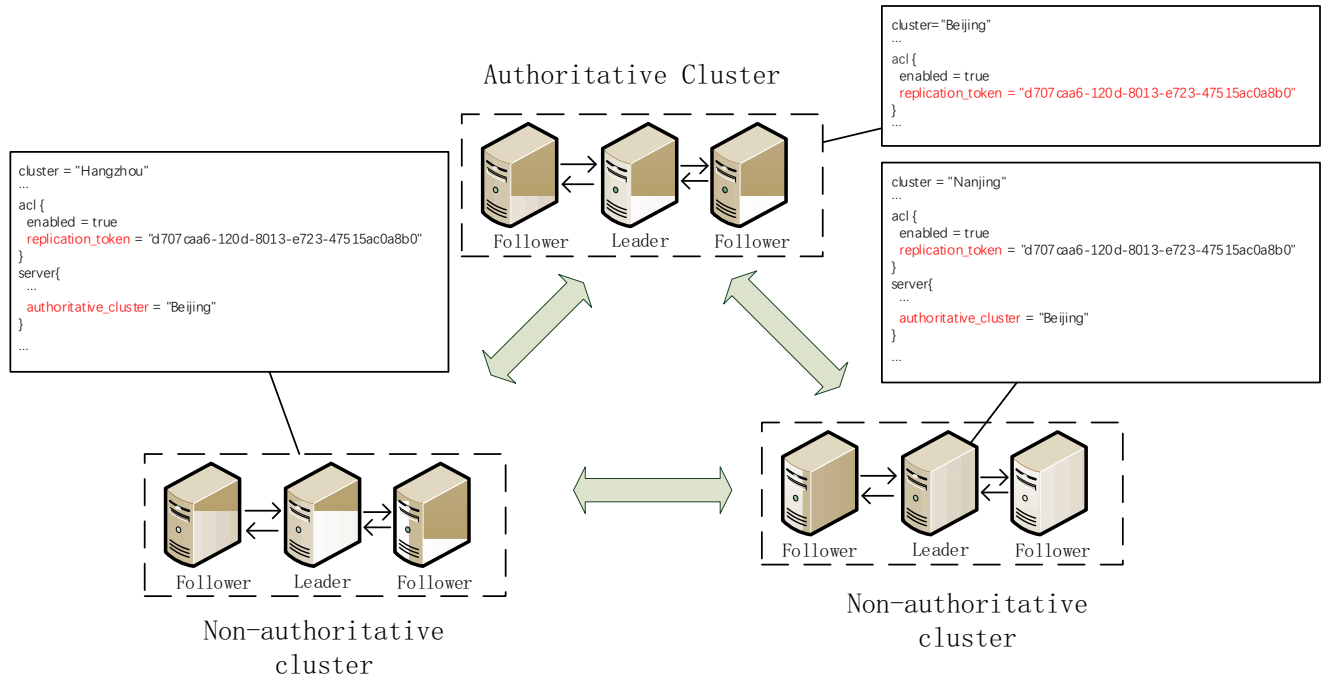 Authoritative Cluster
Follower
Leader
Follower
cluster="Beijing"
...
acl {
enabled = true
replication_token = "d707caa6-120d-8013-e723-47515ac0a8b0"
}
...
cluster = "Hangzhou"
...
acl {
enabled = true
replication_token = "d707caa6-120d-8013-e723-47515ac0a8b0"
}
server{
...
authoritative_cluster = "Beijing"
}
...
cluster = "Nanjing"
...
acl {
enabled = true
replication_token = "d707caa6-120d-8013-e723-47515ac0a8b0"
}
server{
...
authoritative_cluster = "Beijing"
}
...
Follower
Leader
Follower
Non-authoritative
cluster
Follower
Leader
Follower
Non-authoritative
cluster